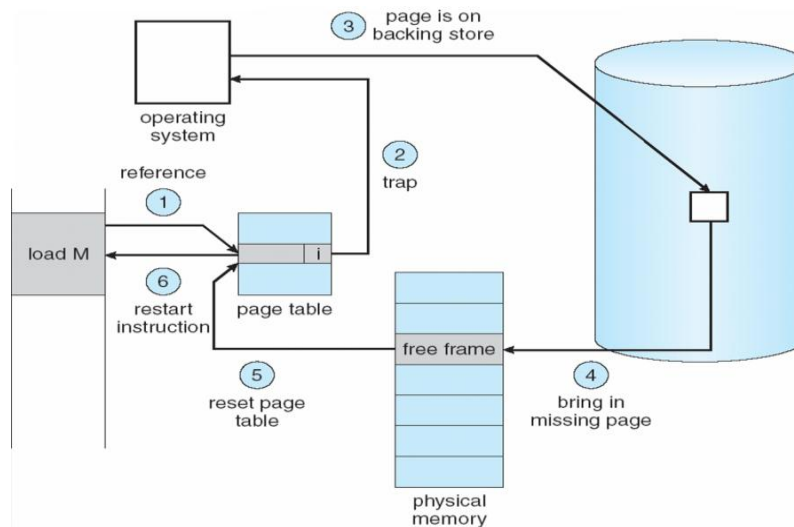 3
page is on
backing store
operating
system
2
trap
reference
1
load M
i
6
restart
instruction
page table
free frame
5
reset page
table
4
bring in
missing page
physical
memory